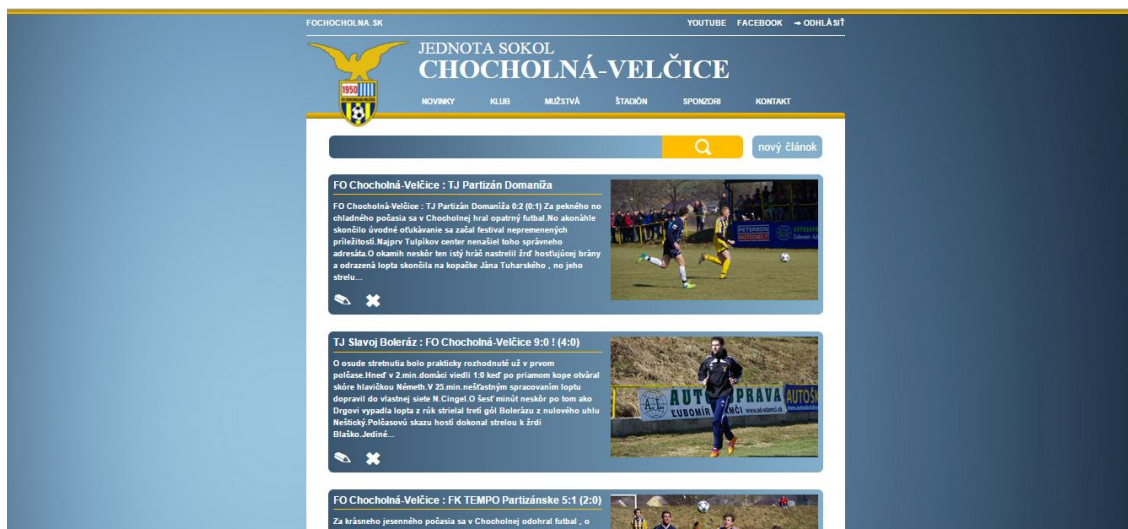 FOCHOCHOLNA.SK
YOUTUBE FACEBOOK ➞ ODHLÁSIŤ
JEDNOTA SOKOL
CHOCHOLNÁ-VELČICE
1950
NOVINKY KLUB MUŽSTVÁ ŠTADIÓN SPONZORI KONTAKT
nový článok
FO Chocholná-Velčice : TJ Partizán Domaníža
FO Chocholná-Velčice : TJ Partizán Domaníža 0:2 (0:1) Za pekného no
chladného počasia sa v Chocholnej hral opatrný futbal.No akonáhle
skončilo úvodné oťukávanie sa začal festival nepremenených
príležitostí.Najprv Tulpíkov center nenašiel toho správneho
adresáta.O okamih neskôr ten istý hráč nastrelil žrď hosťujúcej brány
a odrazená lopta skončila na kopačke Jána Tuharského , no jeho
strelu...
PETERSON
TJ Slavoj Boleráz : FO Chocholná-Velčice 9:0 ! (4:0)
O osude stretnutia bolo prakticky rozhodnuté už v prvom
polčase.Hneď v 2.min.domáci viedli 1:0 keď po priamom kope otváral
skóre hlavičkou Németh.V 25.min.nešťastným spracovaním loptu
dopravil do vlastnej siete N.Cingel.O šesť minút neskôr po tom ako
Drgovi vypadla lopta z rúk strielal tretí gól Bolerázu z nulového uhlu
Neštický.Polčasovú skazu hostí dokonal strelou k žrdi
Blaško.Jediné...
FO Chocholná-Velčice : FK TEMPO Partizánske 5:1 (2:0)
Za krásneho jesenného počasia sa v Chocholnej odohral futbal , o